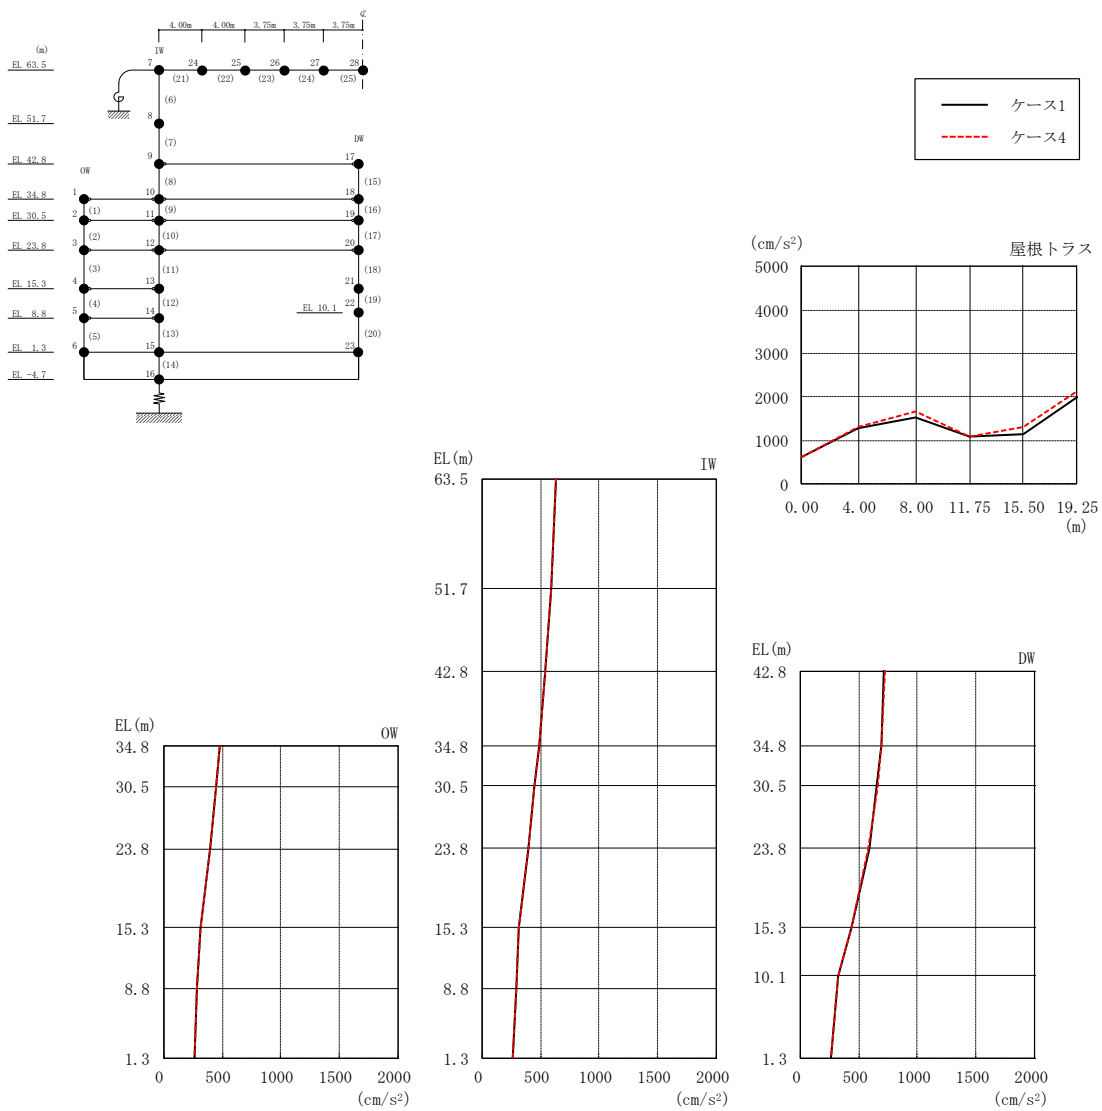 ℄
4.00m 4.00m 3.75m 3.75m 3.75m
(m)
IW
EL 63.5 7 24 25 26 27 28
(21) (22) (23) (24) (25)
(6)
EL 51.7 8
(7)
DW
EL 42.8 9 17
OW
(8) (15)
EL 34.8 1 10 18
(1) (9) (16)
EL 30.5 2 11 19
(2) (10) (17)
EL 23.8 3 12 20
(3) (11) (18)
EL 15.3 4 13 21
(4) (12) (19)
EL 10.1 22
EL 8.8 5 14
(5) (13) (20)
EL 1.3 6 15 23
(14)
EL -4.7 16
ケース1
ケース4
(cm/s²) 屋根トラス
5000
4000
3000
2000
1000
0
0.00 4.00 8.00 11.75 15.50 19.25
(m)
EL(m) OW
34.8
30.5
23.8
15.3
8.8
1.3
0 500 1000 1500 2000
(cm/s²)
EL(m) IW
63.5
51.7
42.8
34.8
30.5
23.8
15.3
8.8
1.3
0 500 1000 1500 2000
(cm/s²)
EL(m) DW
42.8
34.8
30.5
23.8
15.3
10.1
1.3
0 500 1000 1500 2000
(cm/s²)